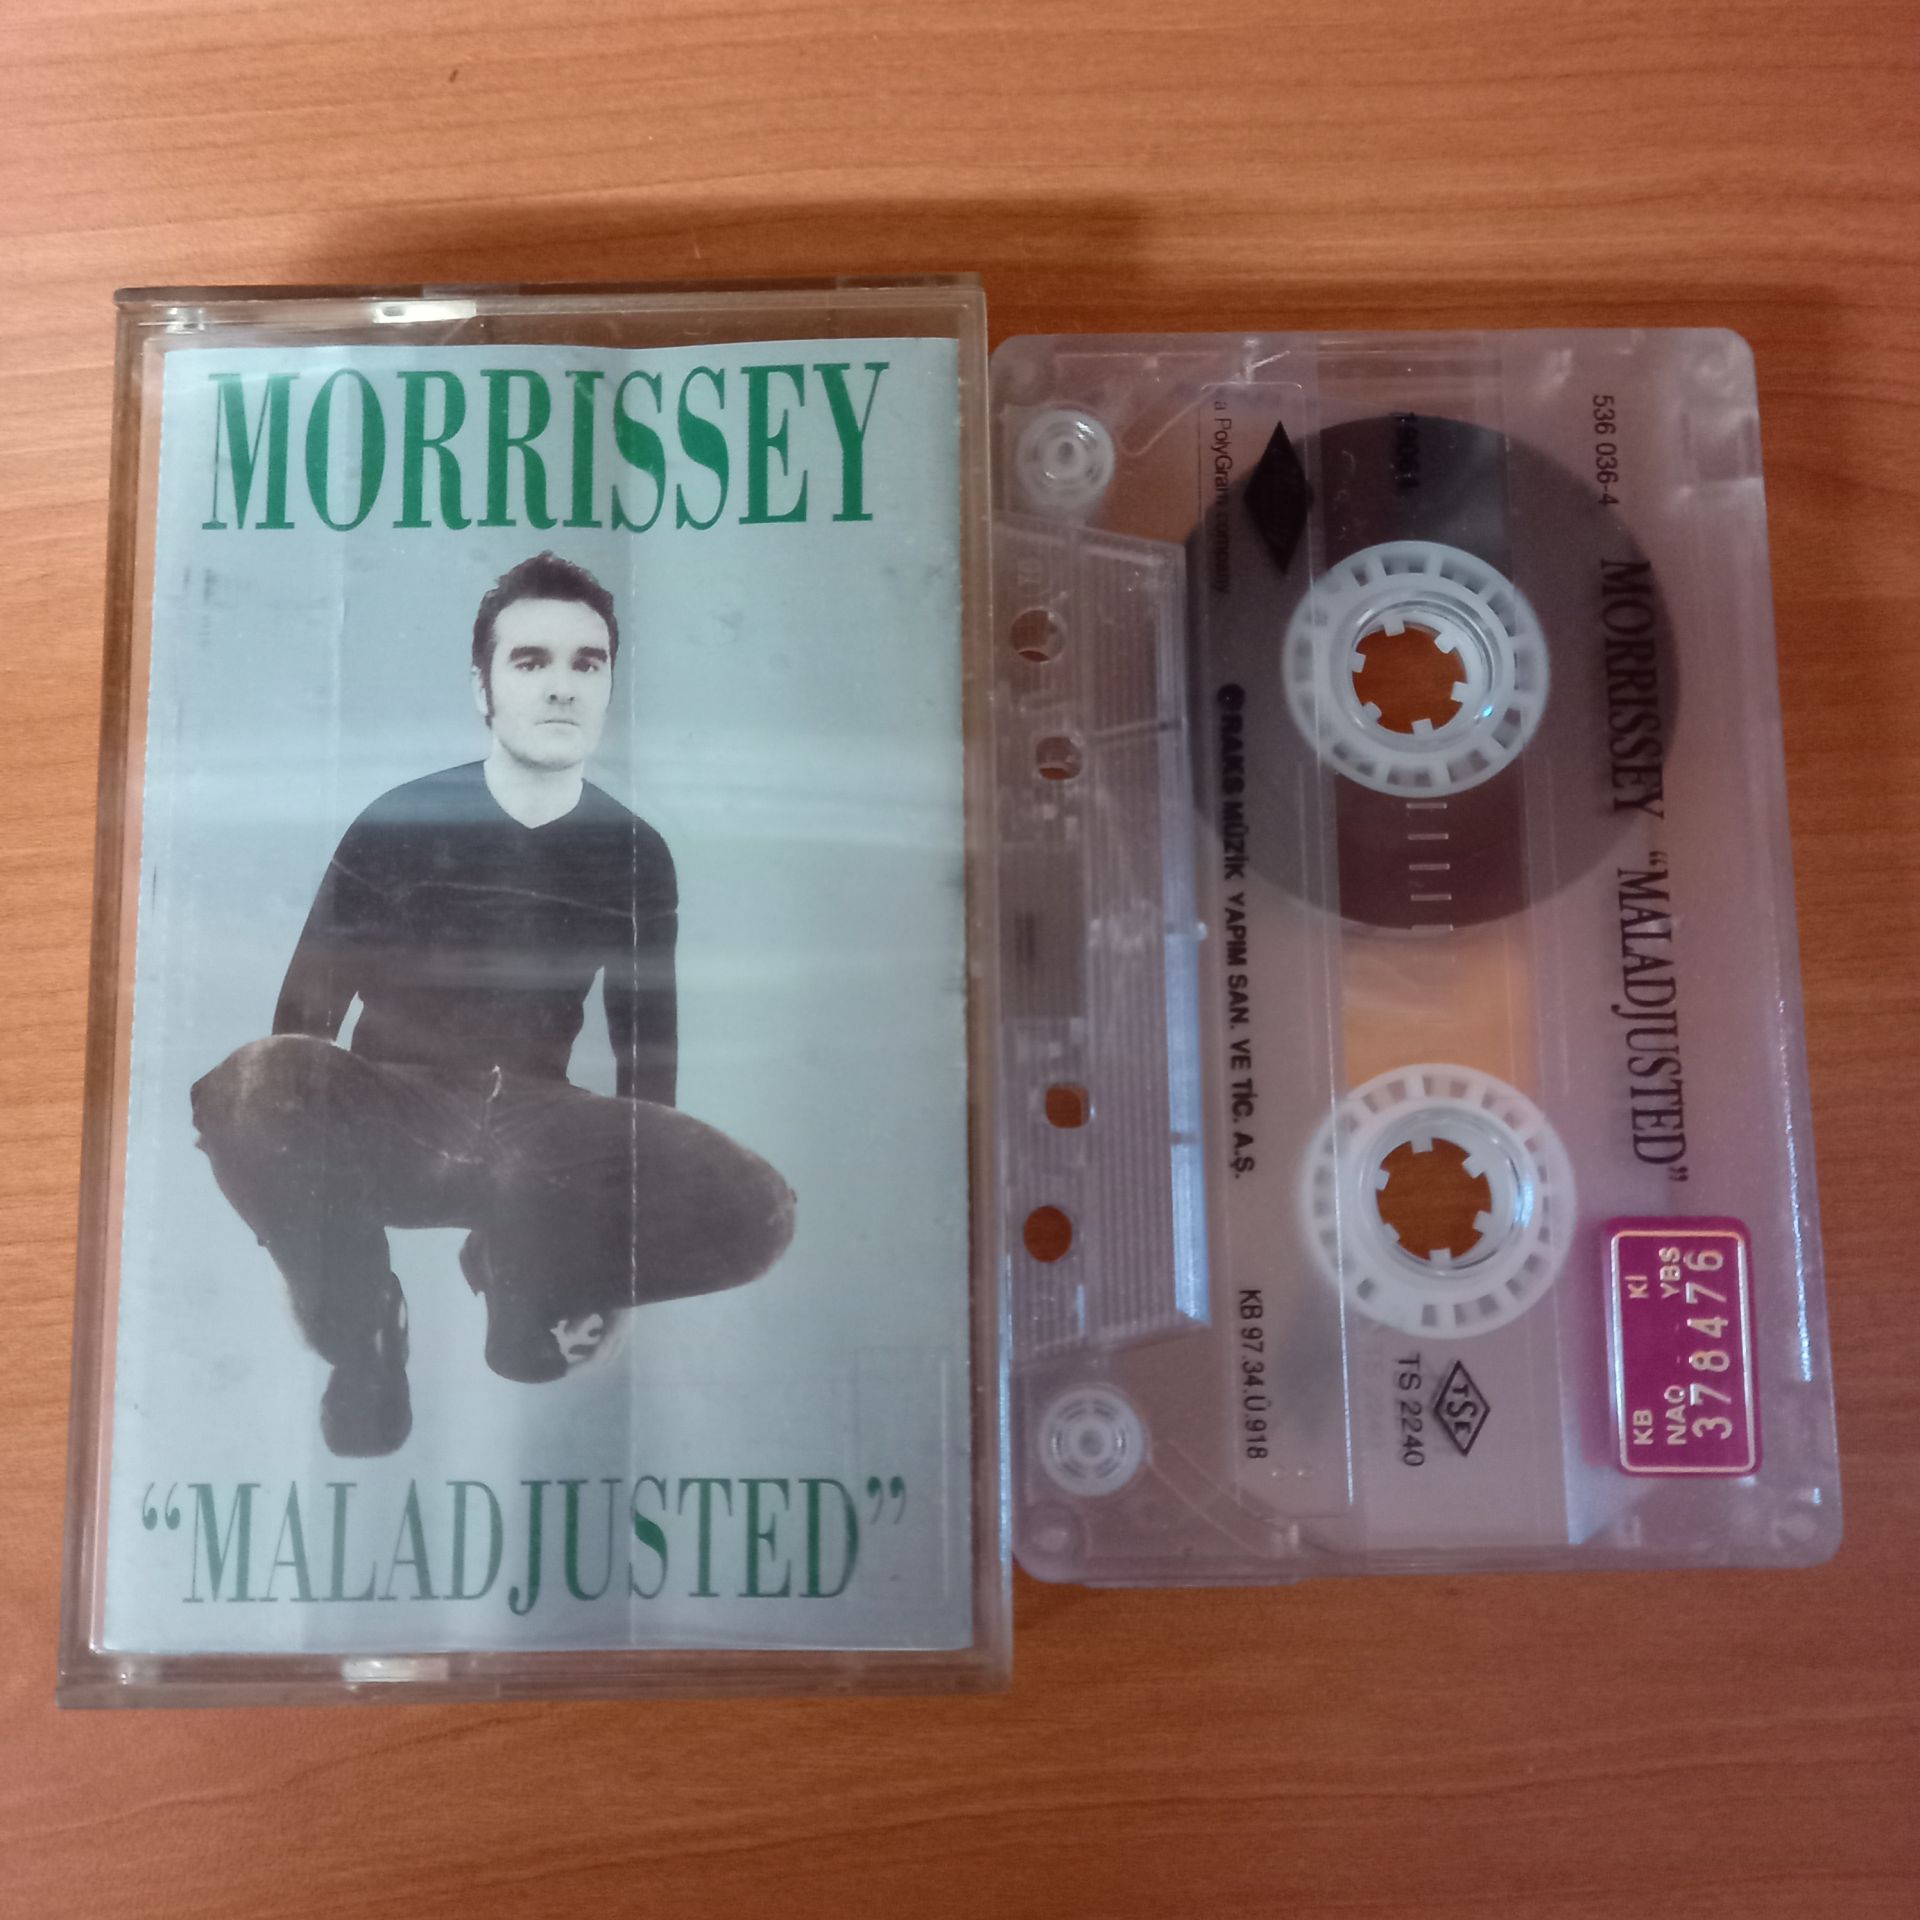 MORRISSEY
“MALADJUSTED”
536 036-4
MORRISSEY “MALADJUSTED”
a PolyGram company
RAKS MÜZİK YAPIM SAN. VE TİC. A.Ş.
KB 97.34.Ü.918
TSE
TS 2240
KB KI
NAO YBS
378476